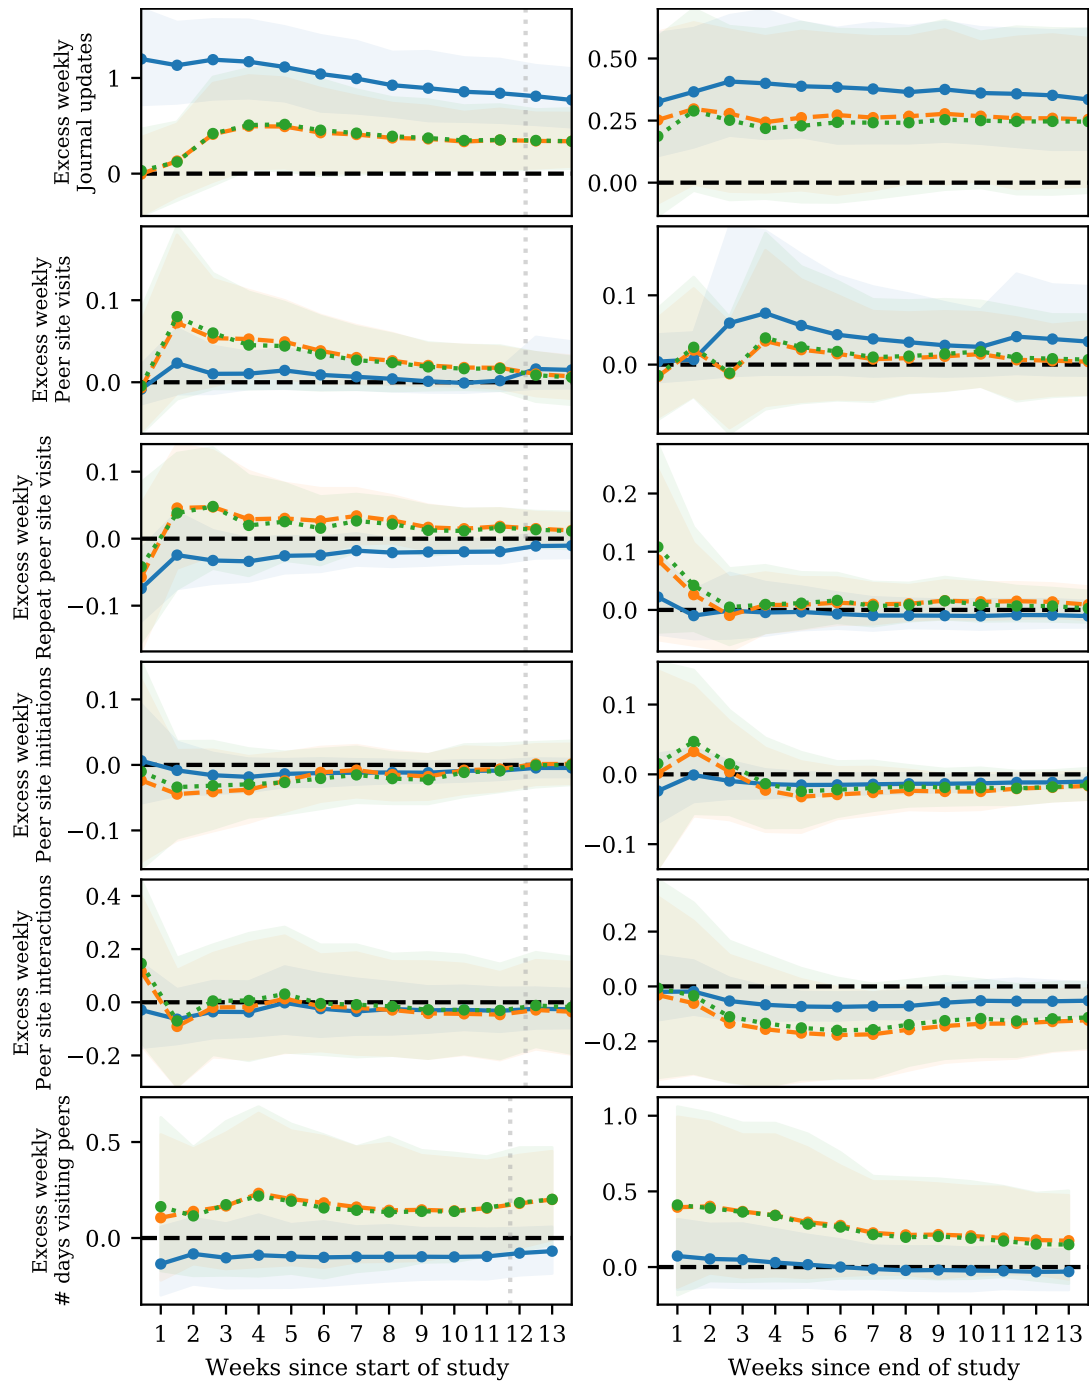 Excess weekly
Journal updates
1
0
0.50
0.25
0.00
Excess weekly
Peer site visits
0.1
0.0
0.1
0.0
Excess weekly
Repeat peer site visits
0.1
0.0
−0.1
0.2
0.1
0.0
Excess weekly
Peer site initiations
0.1
0.0
−0.1
0.1
0.0
−0.1
Excess weekly
Peer site interactions
0.4
0.2
0.0
−0.2
0.2
0.0
−0.2
Excess weekly
# days visiting peers
0.5
0.0
1.0
0.5
0.0
1 2 3 4 5 6 7 8 9 10 11 12 13
1 2 3 4 5 6 7 8 9 10 11 12 13
Weeks since start of study
Weeks since end of study